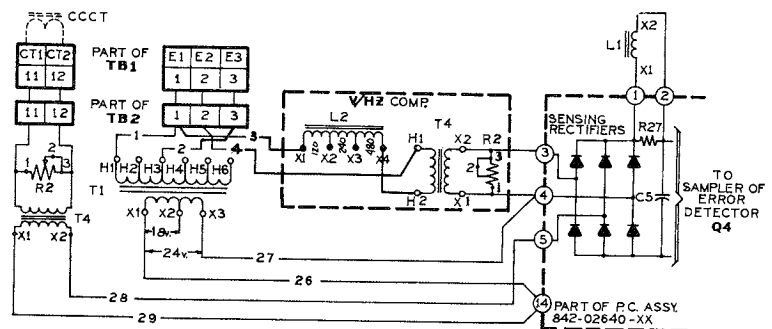 CCCT
CT1 CT2
11 12
11 12
PART OF
TB1
E1 E2 E3
1 2 3
PART OF
TB2
1 2 3
1 3
2 4
H1 H2 H3 H4 H5 H6
T1
X1 X2 X3
18v.
24v.
1 2 3
R2
T4
X1 X2
V/HZ COMP.
L2
120 240 480
X1 X2 X3 X4
T4
H1 X2
H2 X1
R2
3
2
1
L1
X2
X1
1 2
SENSING
RECTIFIERS
R27
3
4
C5
5
14
TO
SAMPLER OF
ERROR
DETECTOR
Q4
27
26
28
29
PART OF P.C. ASSY.
842-02640-XX